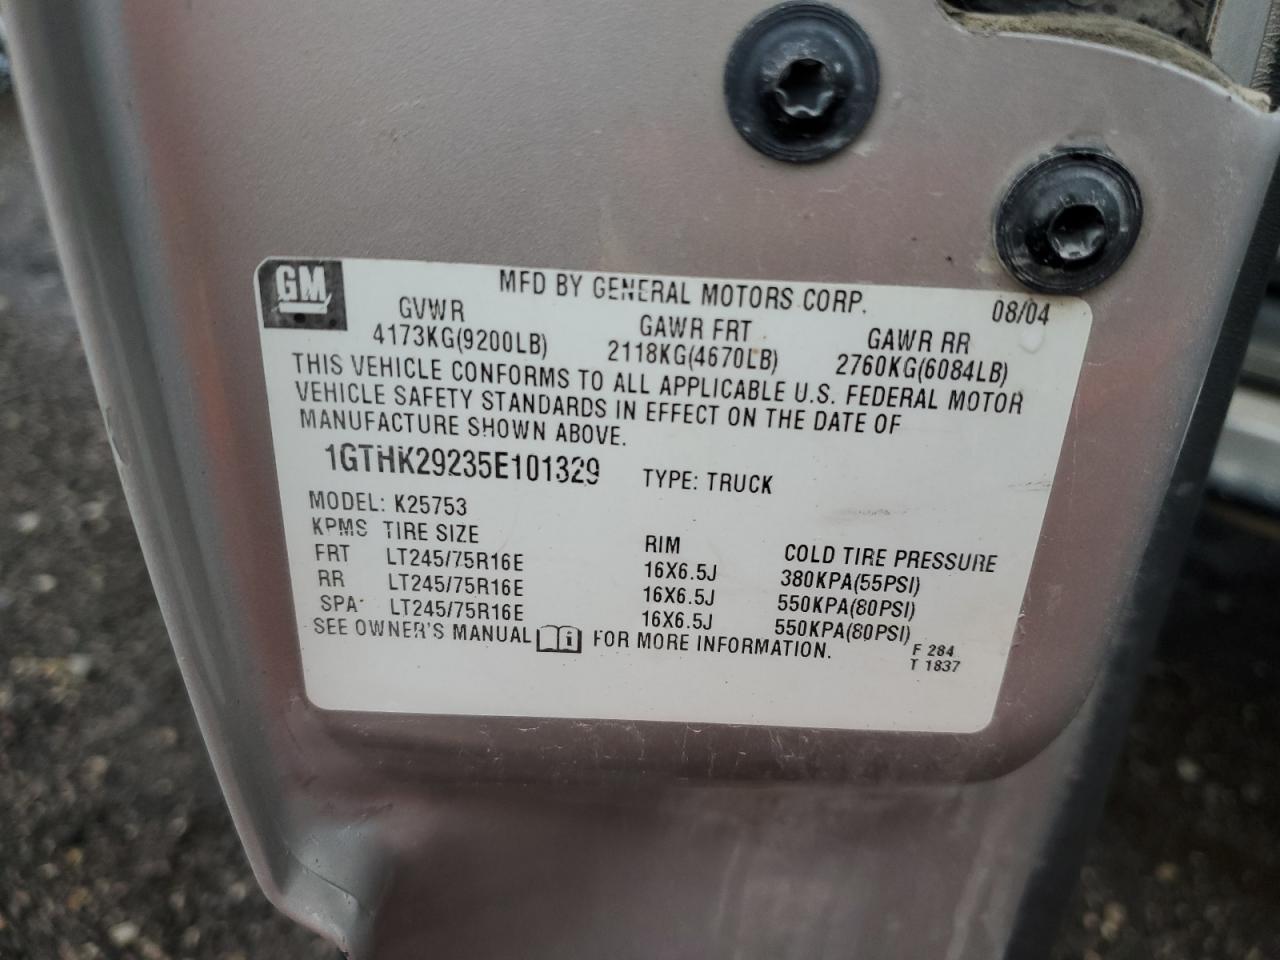 GM MFD BY GENERAL MOTORS CORP. 08/04
GVWR GAWR FRT GAWR RR
4173KG(9200LB) 2118KG(4670LB) 2760KG(6084LB)
THIS VEHICLE CONFORMS TO ALL APPLICABLE U.S. FEDERAL MOTOR
VEHICLE SAFETY STANDARDS IN EFFECT ON THE DATE OF
MANUFACTURE SHOWN ABOVE.
1GTHK29235E101329 TYPE: TRUCK
MODEL: K25753
KPMS TIRE SIZE RIM COLD TIRE PRESSURE
FRT LT245/75R16E 16X6.5J 380KPA(55PSI)
RR LT245/75R16E 16X6.5J 550KPA(80PSI)
SPA LT245/75R16E 16X6.5J 550KPA(80PSI)
SEE OWNER'S MANUAL i FOR MORE INFORMATION.
F 284
T 1837